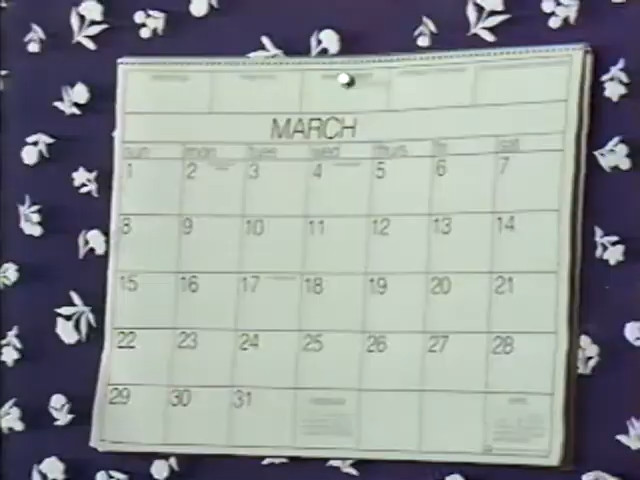 MARCH
sun mon tues wed thurs fri sat
1 2 3 4 5 6 7
8 9 10 11 12 13 14
15 16 17 18 19 20 21
22 23 24 25 26 27 28
29 30 31